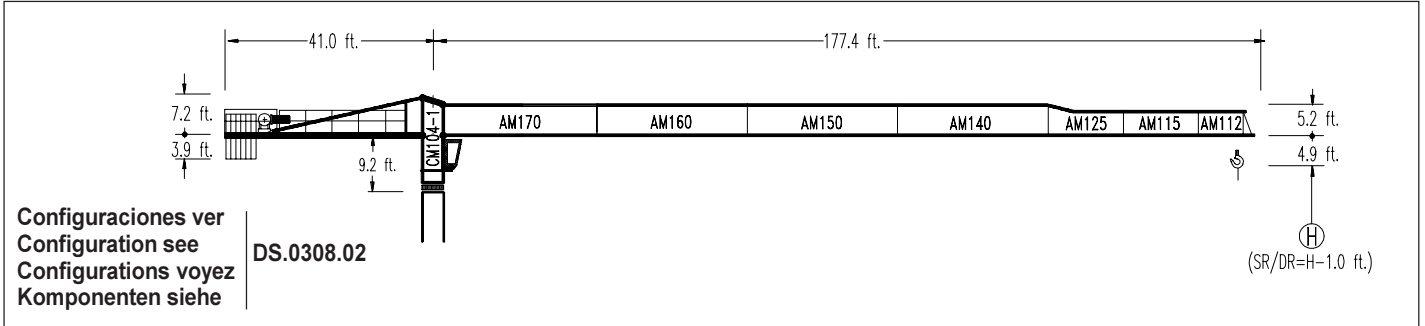 41.0 ft.
177.4 ft.
7.2 ft.
3.9 ft.
9.2 ft.
CM104-1
AM170
AM160
AM150
AM140
AM125
AM115
AM112
5.2 ft.
4.9 ft.
H
(SR/DR=H-1.0 ft.)
Configuraciones ver
Configuration see
Configurations voyez
Komponenten siehe
DS.0308.02